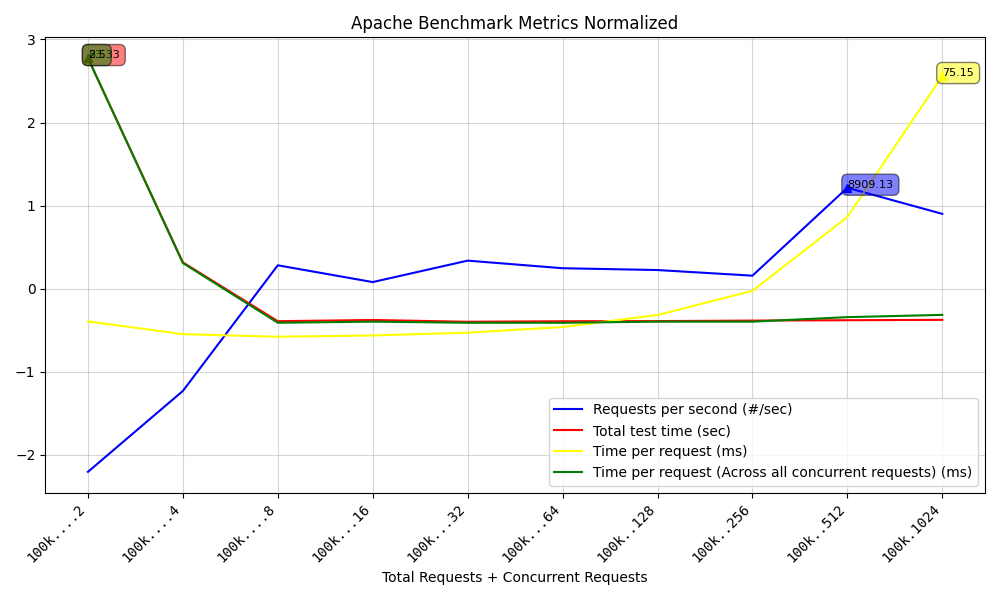 Apache Benchmark Metrics Normalized
3
2
1
0
−1
−2
75.15
8909.13
Requests per second (#/sec)
Total test time (sec)
Time per request (ms)
Time per request (Across all concurrent requests) (ms)
100k....2
100k....4
100k....8
100k...16
100k...32
100k...64
100k..128
100k..256
100k..512
100k.1024
Total Requests + Concurrent Requests